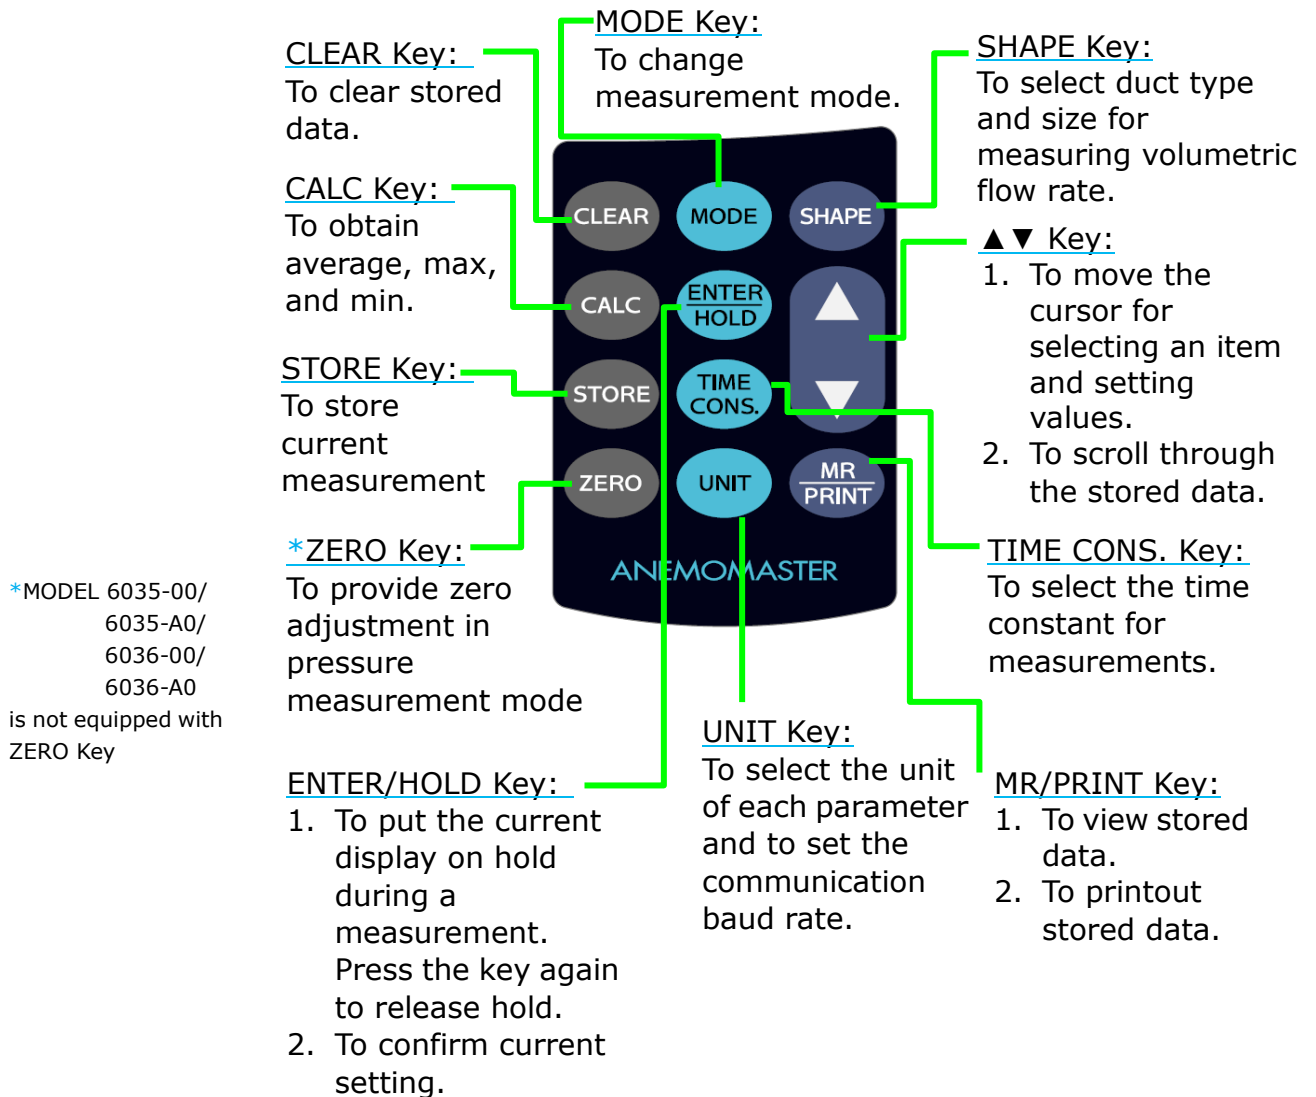 MODE Key:
To change
measurement mode.
CLEAR Key:
To clear stored
data.
SHAPE Key:
To select duct type
and size for
measuring volumetric
flow rate.
CALC Key:
To obtain
average, max,
and min.
▲▼ Key:
1. To move the
cursor for
selecting an item
and setting
values.
2. To scroll through
the stored data.
STORE Key:
To store
current
measurement
CLEAR
MODE
SHAPE
CALC
ENTER
HOLD
STORE
TIME
CONS.
ZERO
UNIT
MR
PRINT
ANEMOMASTER
*ZERO Key:
To provide zero
adjustment in
pressure
measurement mode
*MODEL 6035-00/
6035-A0/
6036-00/
6036-A0
is not equipped with
ZERO Key
TIME CONS. Key:
To select the time
constant for
measurements.
ENTER/HOLD Key:
1. To put the current
display on hold
during a
measurement.
Press the key again
to release hold.
2. To confirm current
setting.
UNIT Key:
To select the unit
of each parameter
and to set the
communication
baud rate.
MR/PRINT Key:
1. To view stored
data.
2. To printout
stored data.